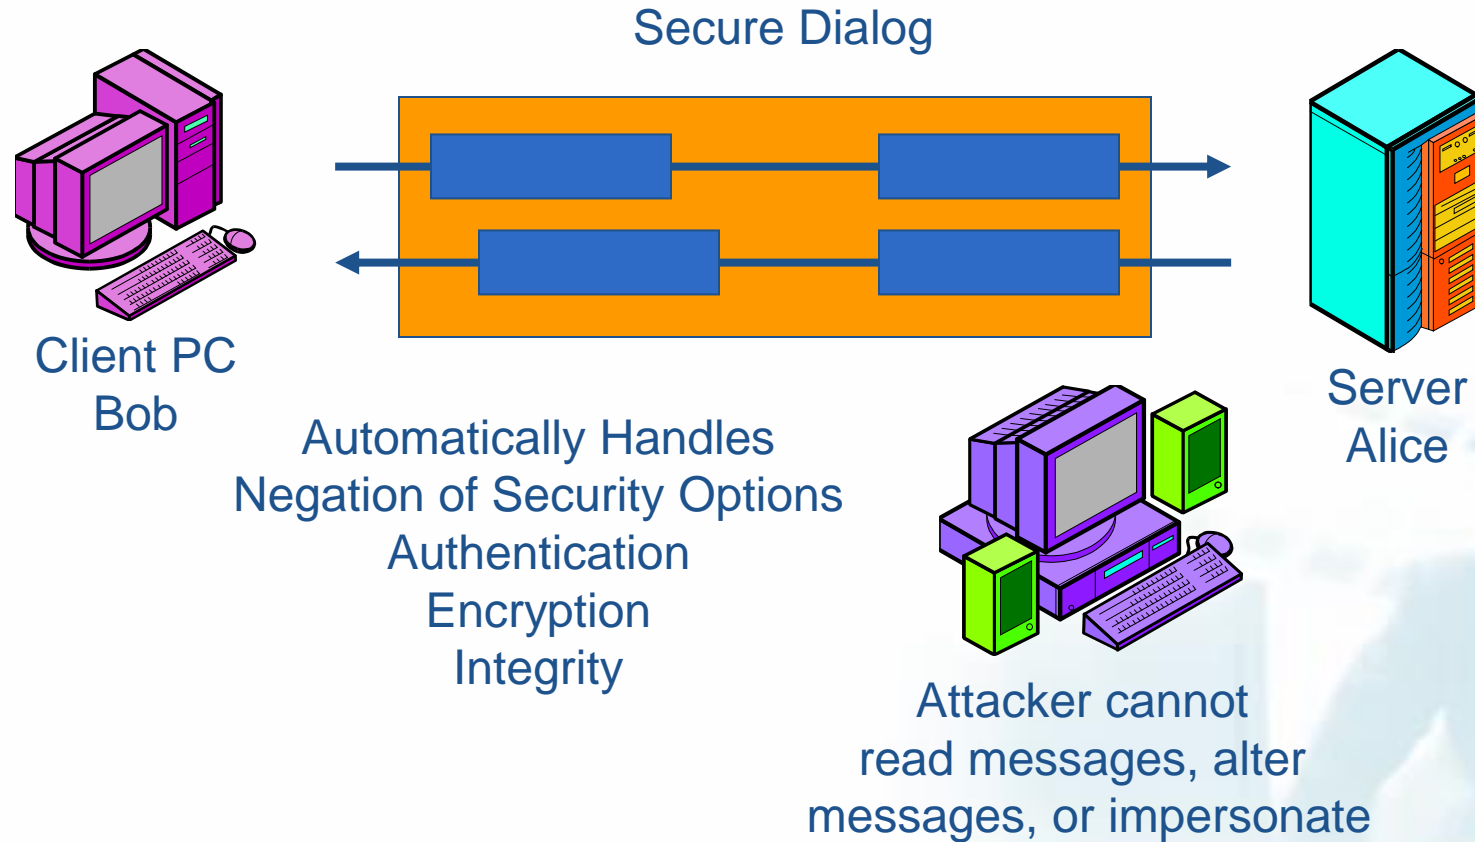 Secure Dialog
Client PC
Bob
Server
Alice
Automatically Handles
Negation of Security Options
Authentication
Encryption
Integrity
Attacker cannot
read messages, alter
messages, or impersonate